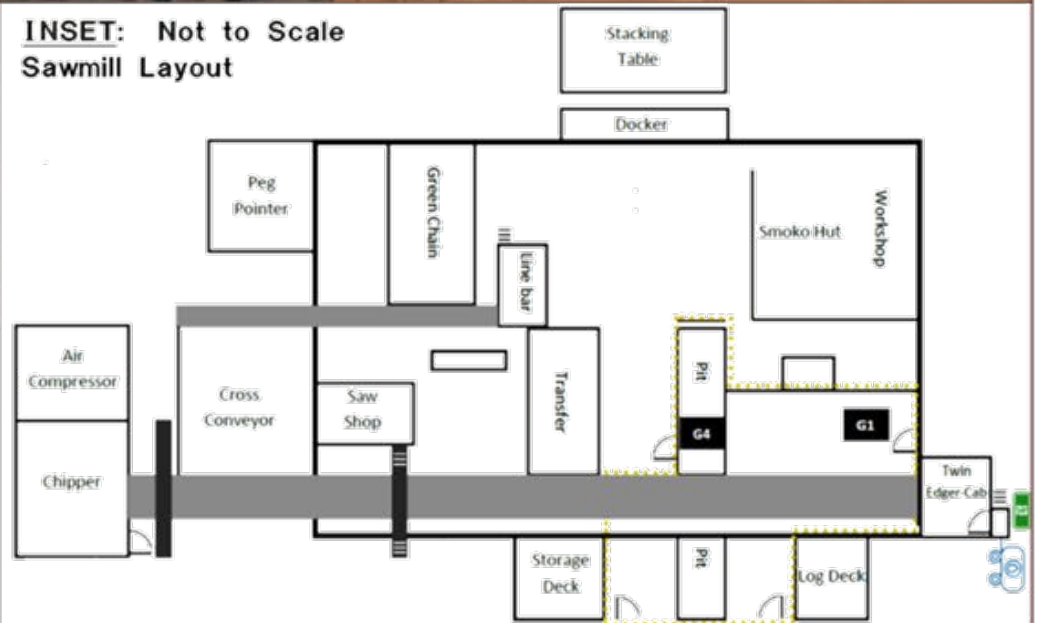 INSET: Not to Scale
Sawmill Layout
Stacking
Table
Docker
Peg
Pointer
Green Chain
Line bar
Smoko Hut
Workshop
Air
Compressor
Cross
Conveyor
Saw
Shop
Transfer
Pit
G4
G1
Chipper
Twin
Edger Cab
Storage
Deck
Pit
Log Deck